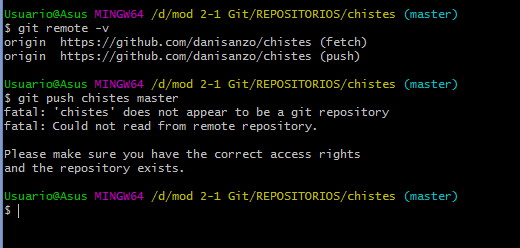 Usuario@Asus MINGW64 /d/mod 2-1 Git/REPOSITORIOS/chistes (master)
$ git remote -v
origin  https://github.com/danisanzo/chistes (fetch)
origin  https://github.com/danisanzo/chistes (push)

Usuario@Asus MINGW64 /d/mod 2-1 Git/REPOSITORIOS/chistes (master)
$ git push chistes master
fatal: 'chistes' does not appear to be a git repository
fatal: Could not read from remote repository.

Please make sure you have the correct access rights
and the repository exists.

Usuario@Asus MINGW64 /d/mod 2-1 Git/REPOSITORIOS/chistes (master)
$